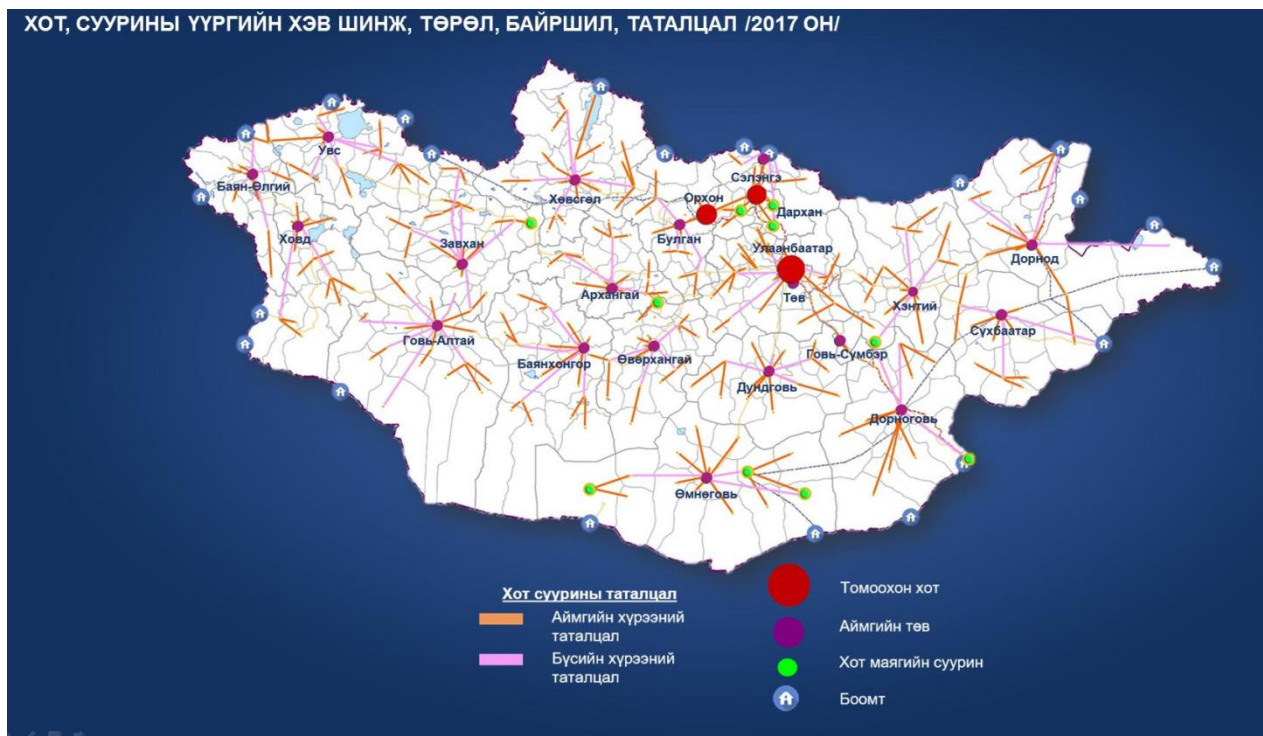 ХОТ, СУУРИНЫ ҮҮРГИЙН ХЭВ ШИНЖ, ТӨРӨЛ, БАЙРШИЛ, ТАТАЛЦАЛ /2017 ОН/
Увс
Баян-Өлгий
Ховд
Хөвсгөл
Завхан
Сэлэнгэ
Орхон
Дархан
Булган
Улаанбаатар
Төв
Архангай
Хэнтий
Дорнод
Сүхбаатар
Говь-Алтай
Баянхонгор
Өвөрхангай
Говь-Сүмбэр
Дундговь
Дорноговь
Өмнөговь
Хот суурины таталцал
Аймгийн хүрээний
таталцал
Бүсийн хүрээний
таталцал
Томоохон хот
Аймгийн төв
Хот маягийн суурин
Боомт